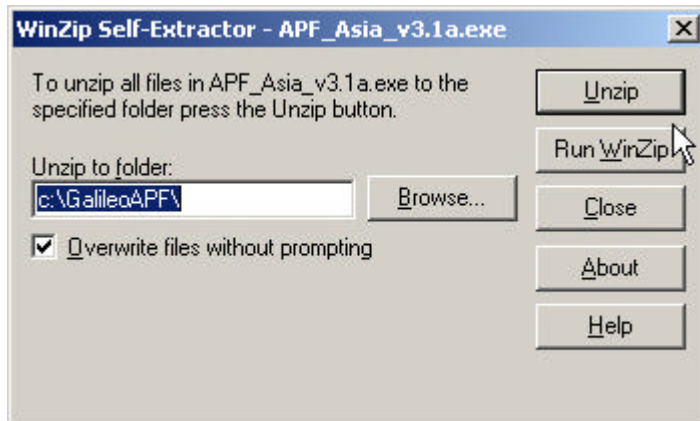 WinZip Self-Extractor - APF_Asia_v3.1a.exe
To unzip all files in APF_Asia_v3.1a.exe to the
specified folder press the Unzip button.
Unzip to folder:
c:\GalileoAPF\
Browse...
Overwrite files without prompting
Unzip
Run WinZip
Close
About
Help